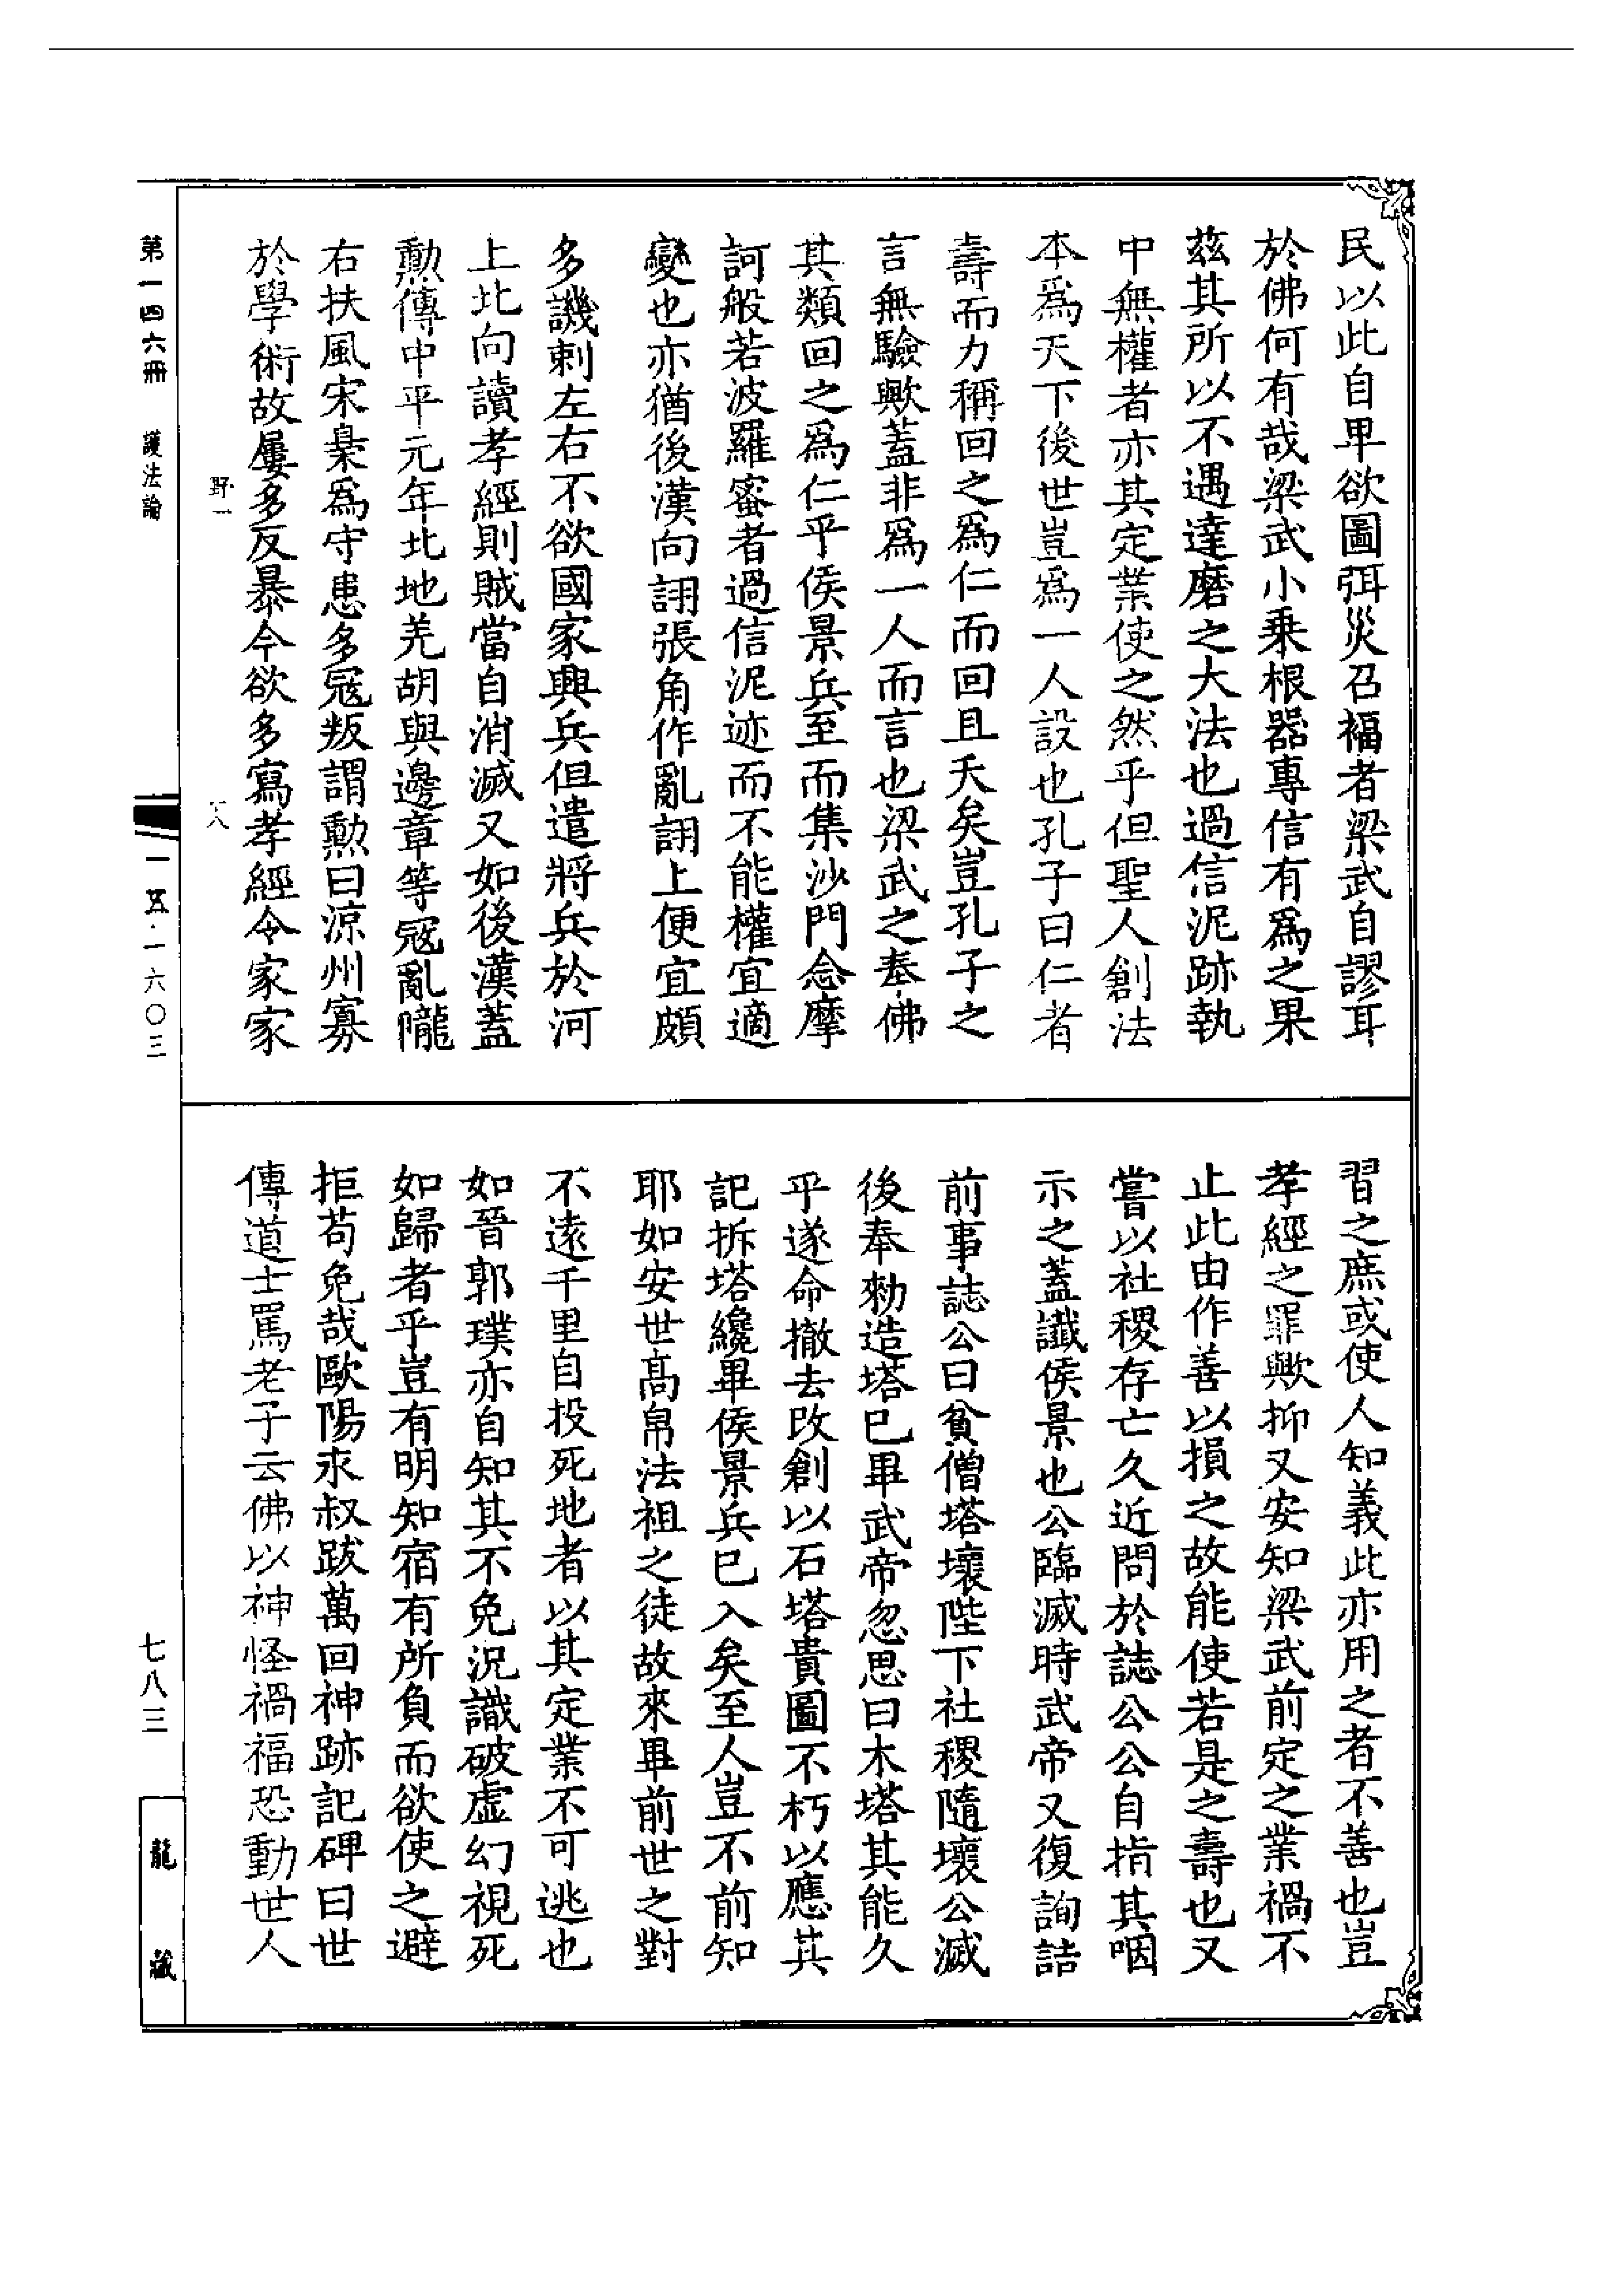 民以此自卑欲圖弭災召福者梁武自謬耳
於佛何有哉梁武小乘根器專信有爲之果
茲其所以不遇達磨之大法也過信泥跡執
中無權者亦其定業使之然乎但聖人創法
本爲天下後世豈爲一人設也孔子曰仁者
壽而力稱回之爲仁而回且夭矣豈孔子之
言無驗歟蓋非爲一人而言也梁武之奉佛
其類回之爲仁乎侯景兵至而集沙門念摩
訶般若波羅蜜者過信泥迹而不能權宜適
變也亦猶後漢向詡張角作亂詡上便宜頗
多譏刺左右不欲國家興兵但遣將兵於河
上北向讀孝經則賊當自消滅又如後漢蓋
勳傳中平元年北地羌胡與邊章等寇亂隴
右扶風宋梟爲守患多寇叛謂勳曰涼州寡
於學術故屢多反暴今欲多寫孝經令家家
習之庶或使人知義此亦用之者不善也豈
孝經之罪歟抑又安知梁武前定之業禍不
止此由作善以損之故能使若是之壽也又
嘗以社稷存亡久近問於誌公公自指其咽
示之蓋讖侯景也公臨滅時武帝又復詢詰
前事誌公曰貧僧塔壞陛下社稷隨壞公滅
後奉勅造塔已畢武帝忽思曰木塔其能久
乎遂命撤去改創以石塔貴圖不朽以應其
記拆塔纔畢侯景兵已入矣至人豈不前知
耶如安世高帛法祖之徒故來畢前世之對
不遠千里自投死地者以其定業不可逃也
如晉郭璞亦自知其不免況識破虛幻視死
如歸者乎豈有明知宿有所負而欲使之避
拒苟免哉歐陽永叔跋萬回神跡記碑曰世
傳道士罵老子云佛以神怪禍福恐動世人
野一
十八
第一四六冊 護法論
一五·一六〇三
七八三
龍藏